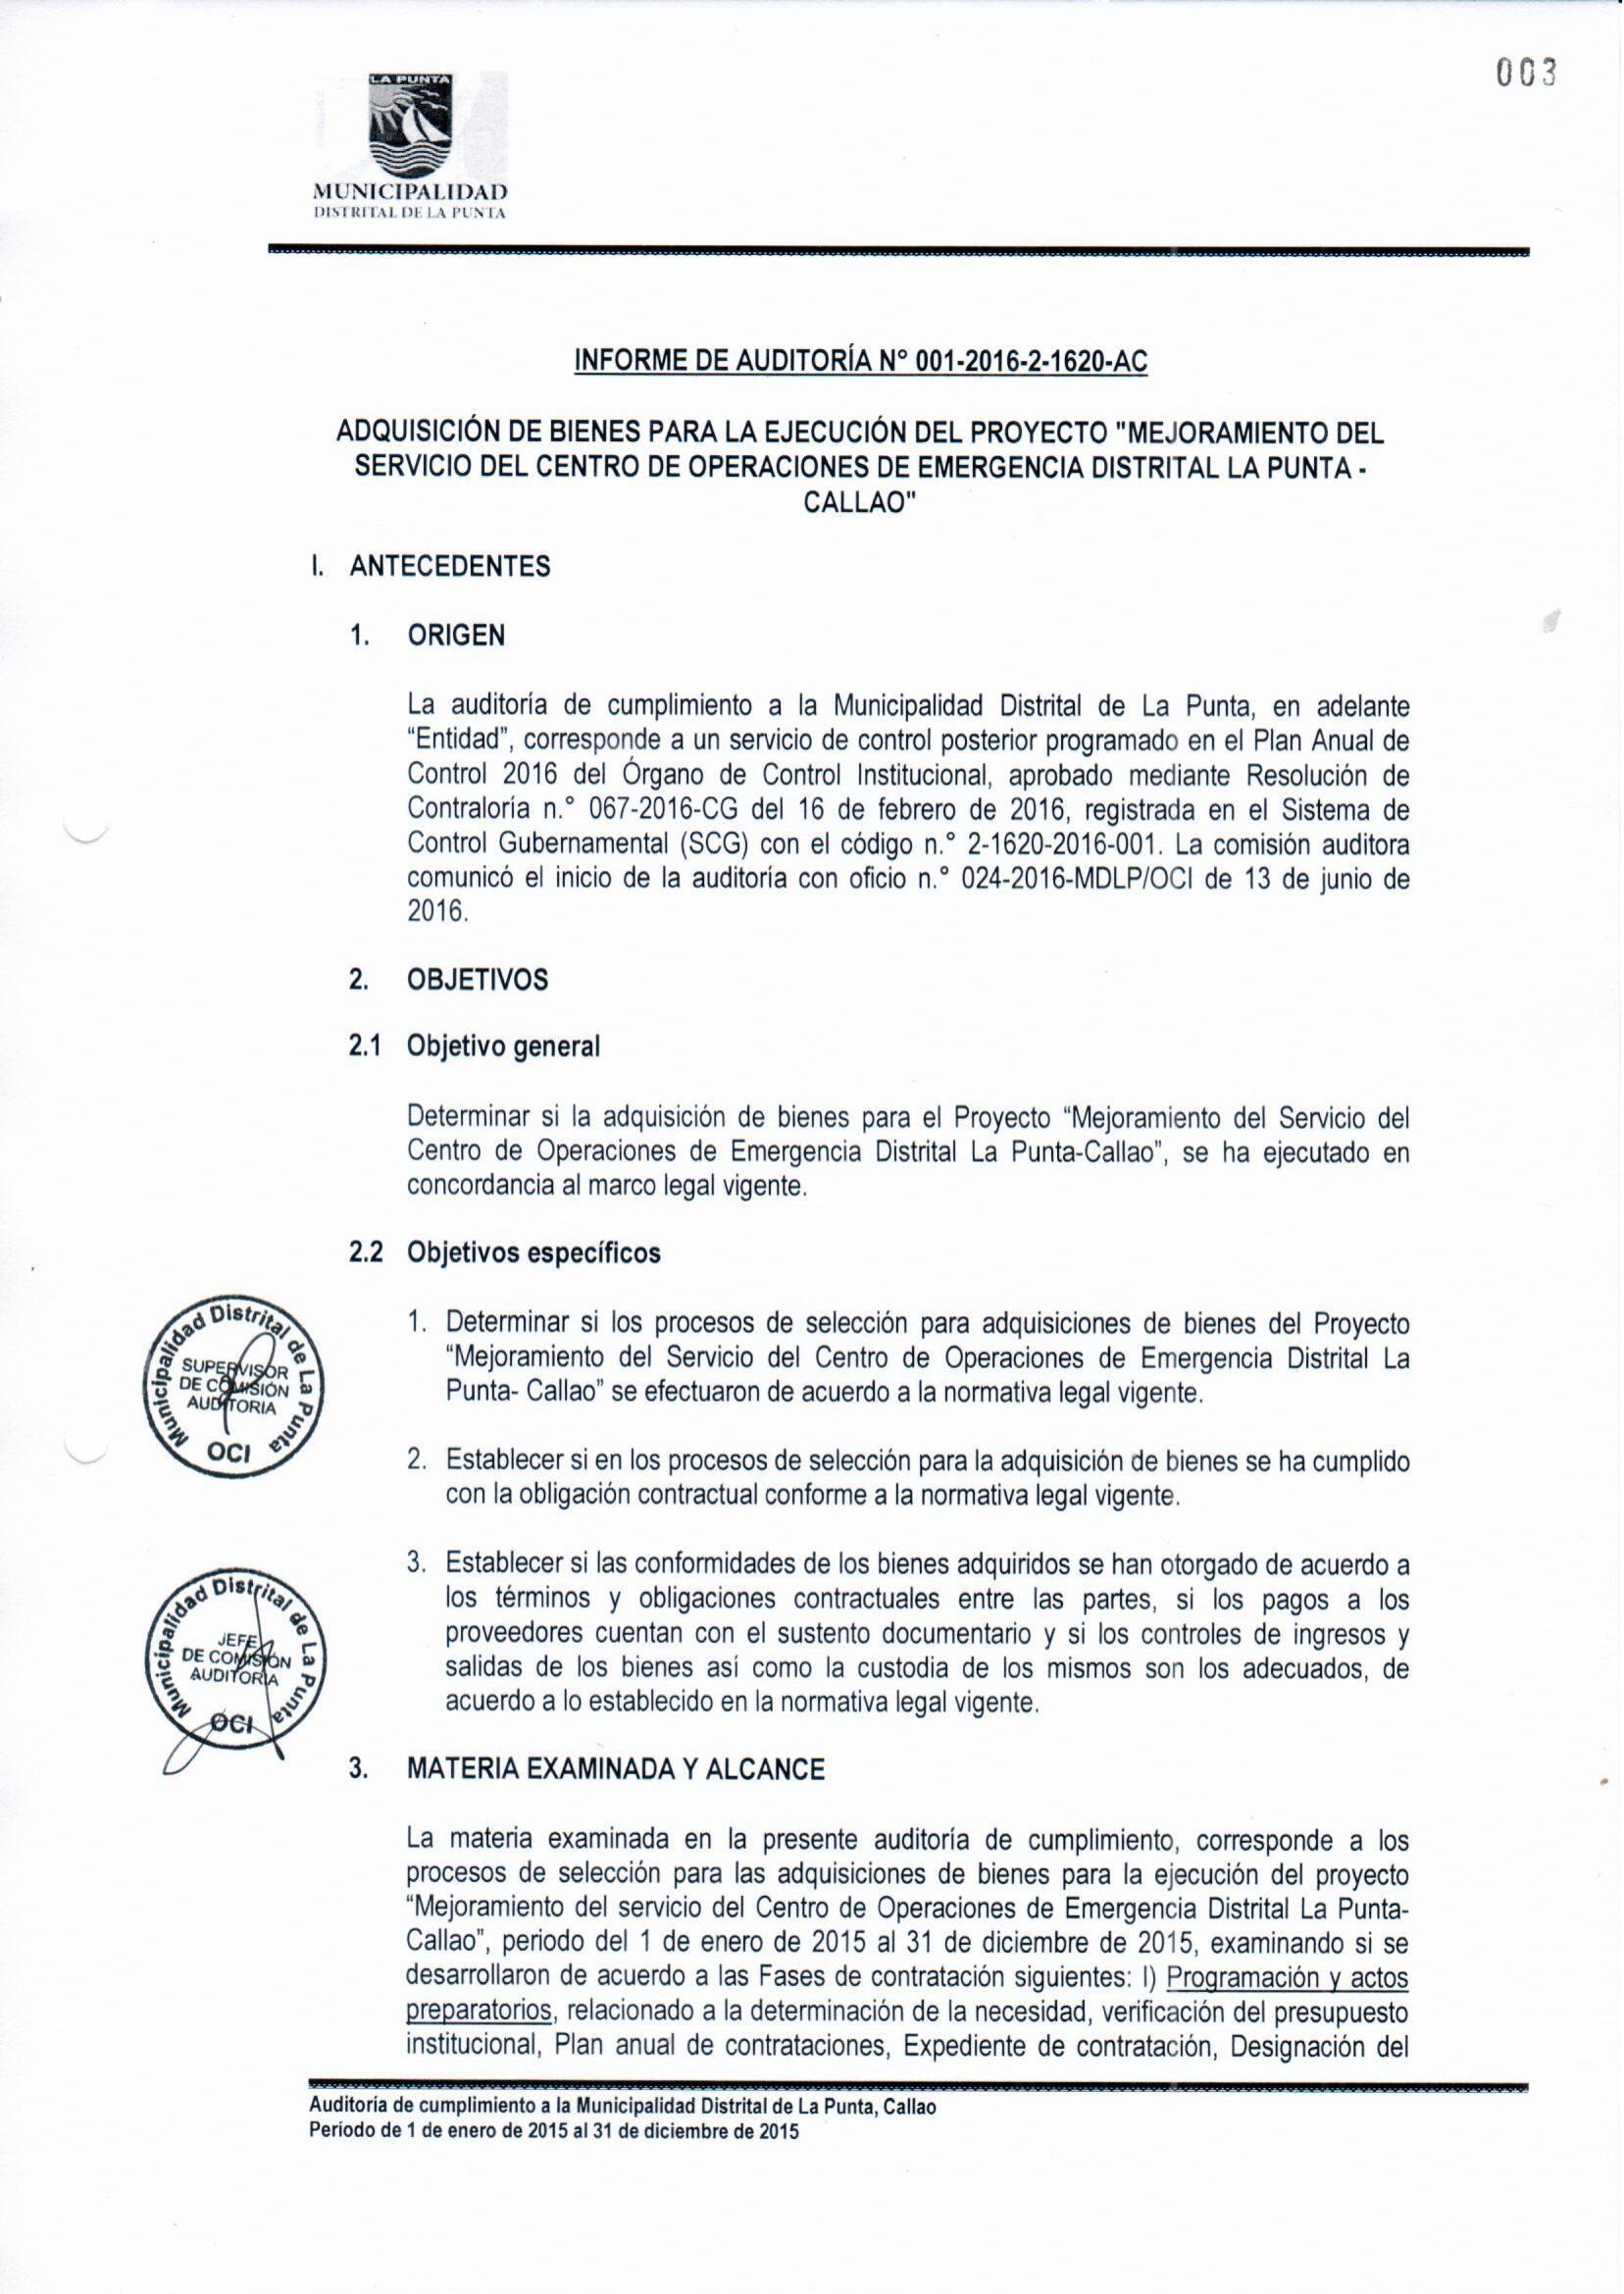 003
LA PUNTA
MUNICIPALIDAD
DISTRITAL DE LA PUNTA
INFORME DE AUDITORÍA N° 001-2016-2-1620-AC
ADQUISICIÓN DE BIENES PARA LA EJECUCIÓN DEL PROYECTO "MEJORAMIENTO DEL
SERVICIO DEL CENTRO DE OPERACIONES DE EMERGENCIA DISTRITAL LA PUNTA -
CALLAO"
I. ANTECEDENTES
1. ORIGEN
La auditoría de cumplimiento a la Municipalidad Distrital de La Punta, en adelante
“Entidad”, corresponde a un servicio de control posterior programado en el Plan Anual de
Control 2016 del Órgano de Control Institucional, aprobado mediante Resolución de
Contraloría n.° 067-2016-CG del 16 de febrero de 2016, registrada en el Sistema de
Control Gubernamental (SCG) con el código n.° 2-1620-2016-001. La comisión auditora
comunicó el inicio de la auditoría con oficio n.° 024-2016-MDLP/OCI de 13 de junio de
2016.
2. OBJETIVOS
2.1 Objetivo general
Determinar si la adquisición de bienes para el Proyecto “Mejoramiento del Servicio del
Centro de Operaciones de Emergencia Distrital La Punta-Callao”, se ha ejecutado en
concordancia al marco legal vigente.
2.2 Objetivos específicos
1. Determinar si los procesos de selección para adquisiciones de bienes del Proyecto
“Mejoramiento del Servicio del Centro de Operaciones de Emergencia Distrital La
Punta- Callao” se efectuaron de acuerdo a la normativa legal vigente.
2. Establecer si en los procesos de selección para la adquisición de bienes se ha cumplido
con la obligación contractual conforme a la normativa legal vigente.
3. Establecer si las conformidades de los bienes adquiridos se han otorgado de acuerdo a
los términos y obligaciones contractuales entre las partes, si los pagos a los
proveedores cuentan con el sustento documentario y si los controles de ingresos y
salidas de los bienes así como la custodia de los mismos son los adecuados, de
acuerdo a lo establecido en la normativa legal vigente.
Municipalidad Distrital de La Punta
SUPERVISOR
DE COMISIÓN
AUDITORIA
OCI
Municipalidad Distrital de La Punta
JEFE
DE COMISIÓN
AUDITORIA
OCI
3. MATERIA EXAMINADA Y ALCANCE
La materia examinada en la presente auditoría de cumplimiento, corresponde a los
procesos de selección para las adquisiciones de bienes para la ejecución del proyecto
“Mejoramiento del servicio del Centro de Operaciones de Emergencia Distrital La Punta-
Callao”, periodo del 1 de enero de 2015 al 31 de diciembre de 2015, examinando si se
desarrollaron de acuerdo a las Fases de contratación siguientes: I) Programación y actos
preparatorios, relacionado a la determinación de la necesidad, verificación del presupuesto
institucional, Plan anual de contrataciones, Expediente de contratación, Designación del
Auditoría de cumplimiento a la Municipalidad Distrital de La Punta, Callao
Período de 1 de enero de 2015 al 31 de diciembre de 2015